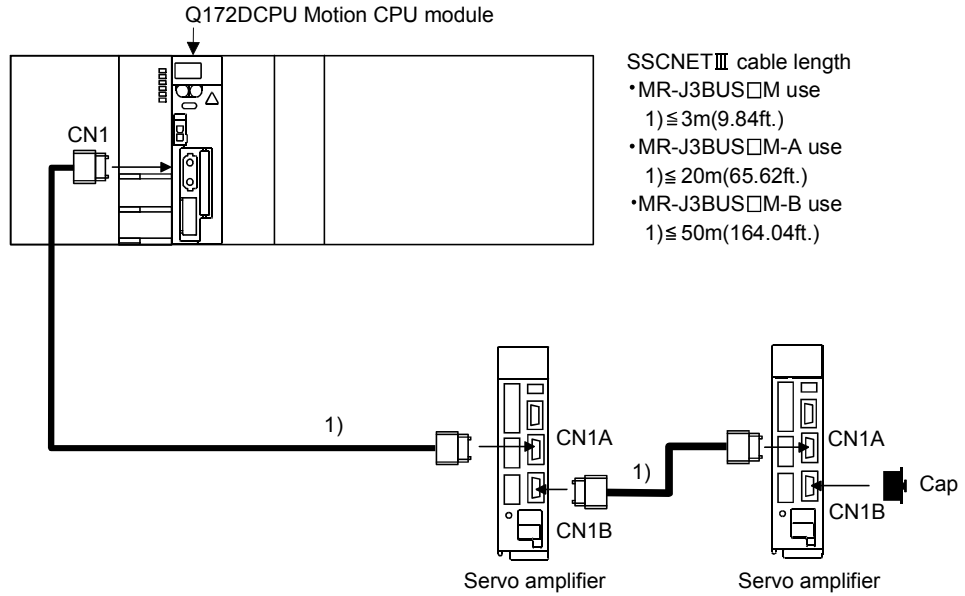 Q172DCPU Motion CPU module
SSCNETⅢ cable length
•MR-J3BUS□M use
1)≦3m(9.84ft.)
•MR-J3BUS□M-A use
1)≦20m(65.62ft.)
•MR-J3BUS□M-B use
1)≦50m(164.04ft.)
CN1
1)
CN1A
CN1B
Servo amplifier
1)
CN1A
CN1B
Cap
Servo amplifier